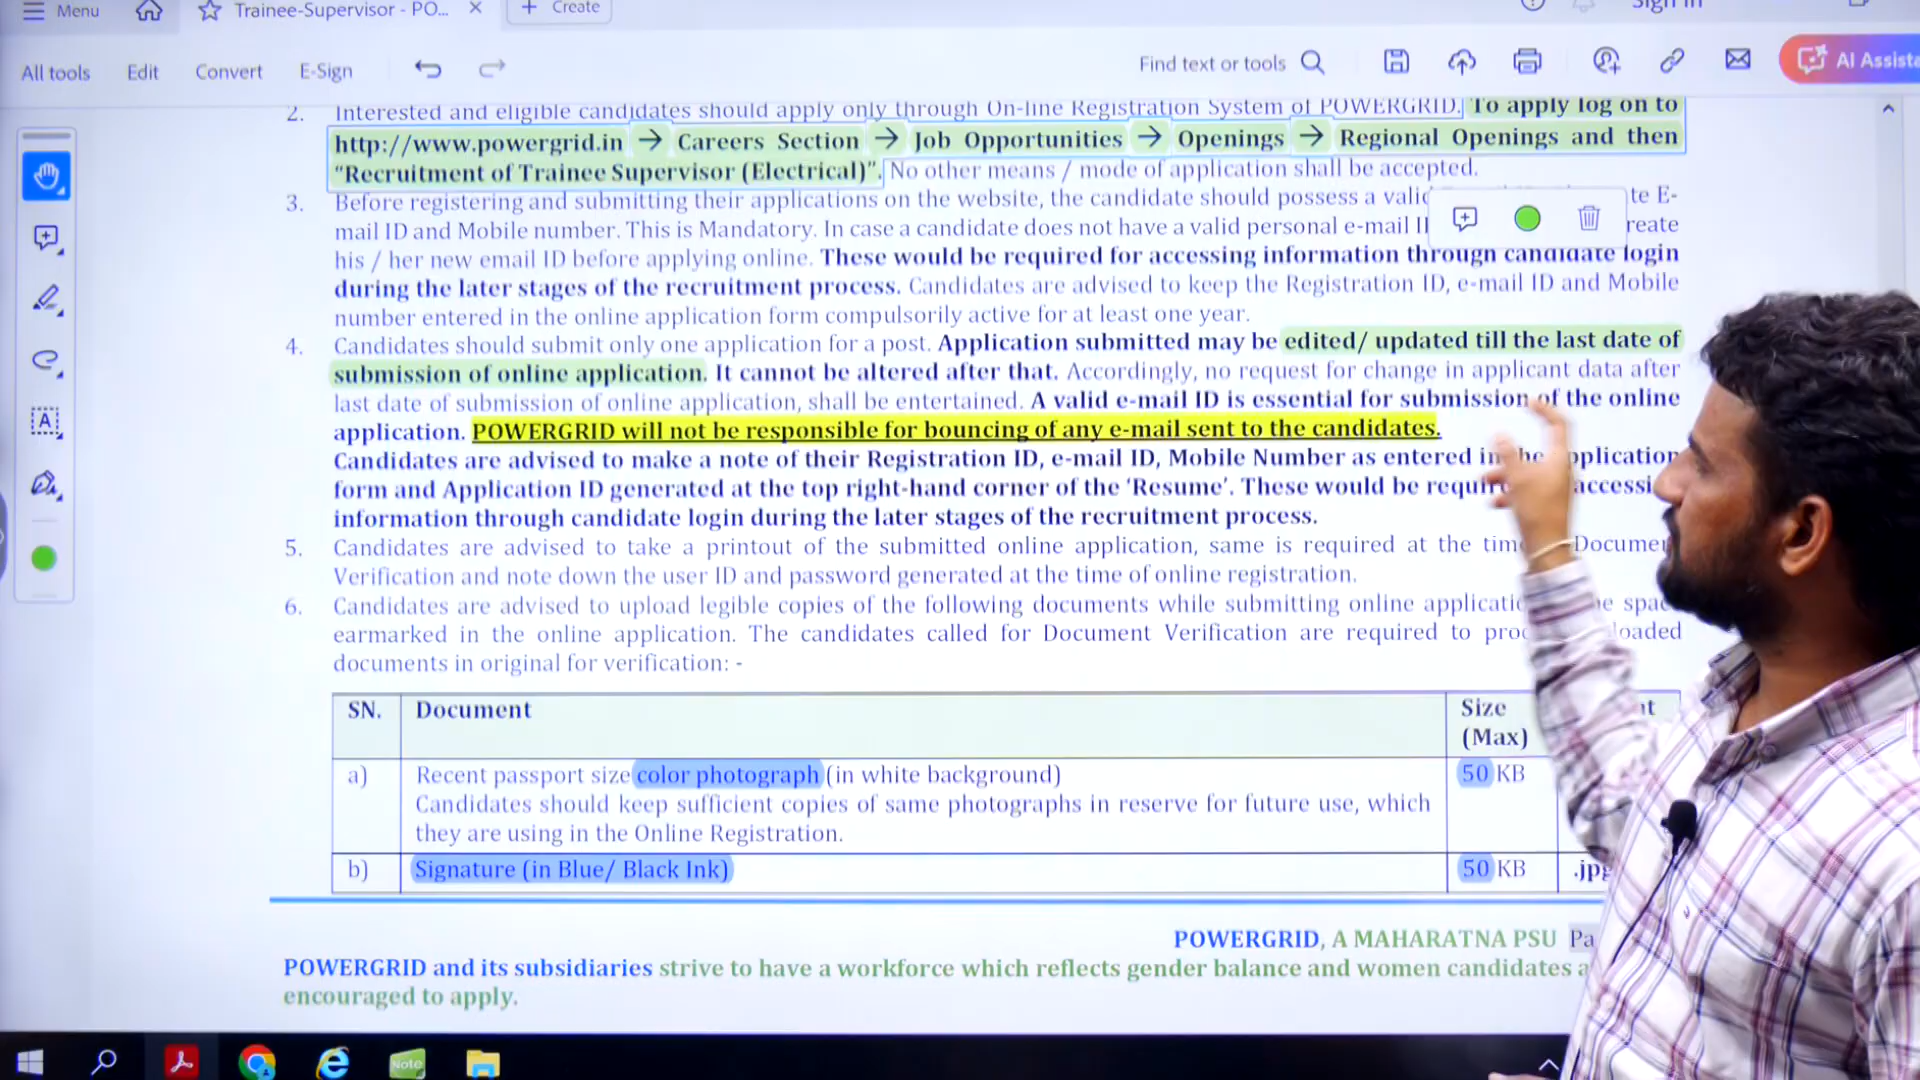 Menu
Trainee-Supervisor - PO...
Create
Sign in
All tools
Edit
Convert
E-Sign
Find text or tools
AI Assista
2. Interested and eligible candidates should apply only through On-line Registration System of POWERGRID. To apply log on to
http://www.powergrid.in → Careers Section → Job Opportunities → Openings → Regional Openings and then
"Recruitment of Trainee Supervisor (Electrical)". No other means / mode of application shall be accepted.
3. Before registering and submitting their applications on the website, the candidate should possess a valid te E-
mail ID and Mobile number. This is Mandatory. In case a candidate does not have a valid personal e-mail reate
his / her new email ID before applying online. These would be required for accessing information through candidate login
during the later stages of the recruitment process. Candidates are advised to keep the Registration ID, e-mail ID and Mobile
number entered in the online application form compulsorily active for at least one year.
4. Candidates should submit only one application for a post. Application submitted may be edited/ updated till the last date of
submission of online application. It cannot be altered after that. Accordingly, no request for change in applicant data after
last date of submission of online application, shall be entertained. A valid e-mail ID is essential for submission of the online
application. POWERGRID will not be responsible for bouncing of any e-mail sent to the candidates.
Candidates are advised to make a note of their Registration ID, e-mail ID, Mobile Number as entered in pplication
form and Application ID generated at the top right-hand corner of the 'Resume'. These would be accessi
information through candidate login during the later stages of the recruitment process.
5. Candidates are advised to take a printout of the submitted online application, same is required at the time Documen
Verification and note down the user ID and password generated at the time of online registration.
6. Candidates are advised to upload legible copies of the following documents while submitting online applicatio spac
earmarked in the online application. The candidates called for Document Verification are required to pro loaded
documents in original for verification: -
SN. Document Size
(Max)
a) Recent passport size color photograph (in white background) 50 KB
Candidates should keep sufficient copies of same photographs in reserve for future use, which
they are using in the Online Registration.
b) Signature (in Blue/ Black Ink) 50 KB .jpg
POWERGRID, A MAHARATNA PSU Pa
POWERGRID and its subsidiaries strive to have a workforce which reflects gender balance and women candidates a
encouraged to apply.
Note